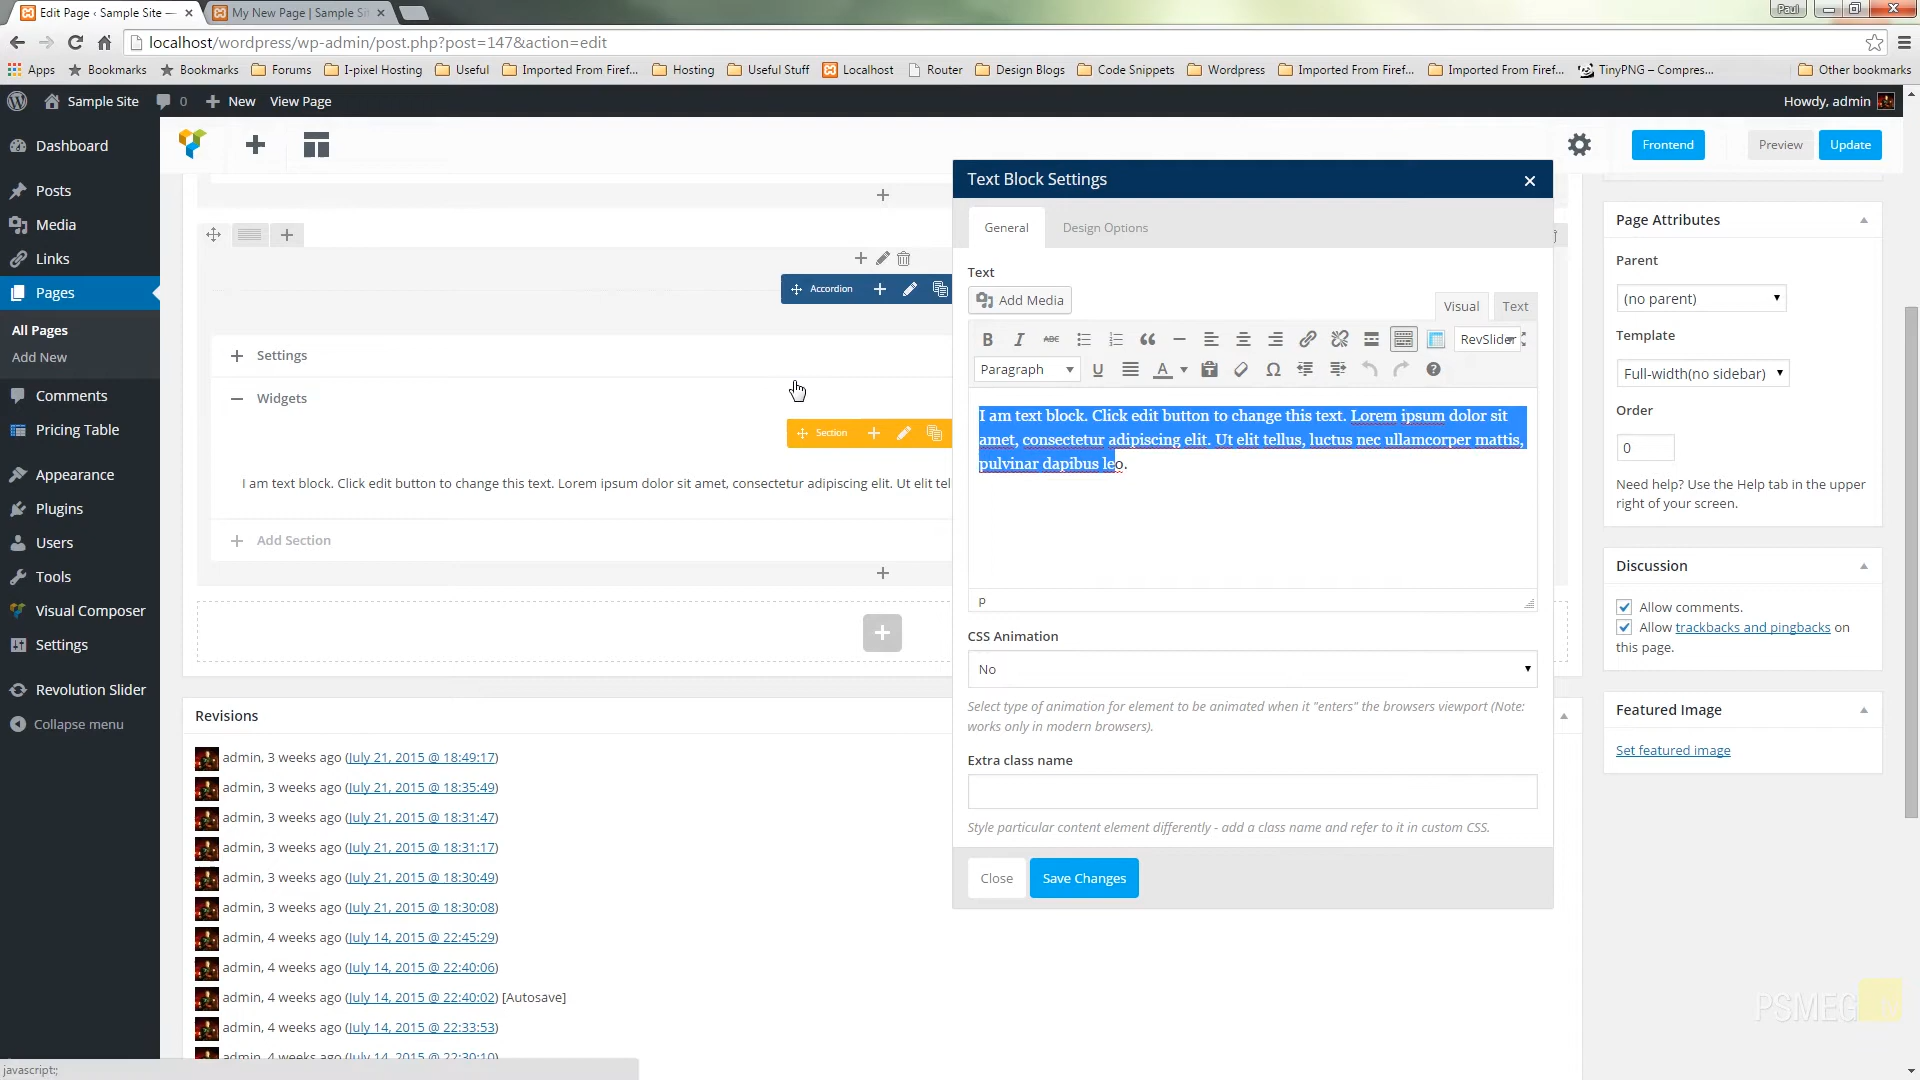 Edit Page ‹ Sample Site —
My New Page | Sample Sit
Paul
localhost/wordpress/wp-admin/post.php?post=147&action=edit
Apps
Bookmarks
Bookmarks
Forums
I-pixel Hosting
Useful
Imported From Firef...
Hosting
Useful Stuff
Localhost
Router
Design Blogs
Code Snippets
Wordpress
Imported From Firef...
Imported From Firef...
TinyPNG – Compres...
Other bookmarks
Sample Site
0
New
View Page
Howdy, admin
Dashboard
Posts
Media
Links
Pages
All Pages
Add New
Comments
Pricing Table
Appearance
Plugins
Users
Tools
Visual Composer
Settings
Revolution Slider
Collapse menu
Frontend
Preview
Update
Accordion
Settings
Widgets
Section
I am text block. Click edit button to change this text. Lorem ipsum dolor sit amet, consectetur adipiscing elit. Ut elit tell
Add Section
Revisions
admin, 3 weeks ago (July 21, 2015 @ 18:49:17)
admin, 3 weeks ago (July 21, 2015 @ 18:35:49)
admin, 3 weeks ago (July 21, 2015 @ 18:31:47)
admin, 3 weeks ago (July 21, 2015 @ 18:31:17)
admin, 3 weeks ago (July 21, 2015 @ 18:30:49)
admin, 3 weeks ago (July 21, 2015 @ 18:30:08)
admin, 4 weeks ago (July 14, 2015 @ 22:45:29)
admin, 4 weeks ago (July 14, 2015 @ 22:40:06)
admin, 4 weeks ago (July 14, 2015 @ 22:40:02) [Autosave]
admin, 4 weeks ago (July 14, 2015 @ 22:33:53)
admin, 4 weeks ago (July 14, 2015 @ 22:30:10)
javascript:;
Text Block Settings
General
Design Options
Text
Add Media
Visual
Text
B
I
ABC
RevSlider
Paragraph
U
A
Ω
I am text block. Click edit button to change this text. Lorem ipsum dolor sit
amet, consectetur adipiscing elit. Ut elit tellus, luctus nec ullamcorper mattis,
pulvinar dapibus leo.
p
CSS Animation
No
Select type of animation for element to be animated when it "enters" the browsers viewport (Note:
works only in modern browsers).
Extra class name
Style particular content element differently - add a class name and refer to it in custom CSS.
Close
Save Changes
Page Attributes
Parent
(no parent)
Template
Full-width(no sidebar)
Order
0
Need help? Use the Help tab in the upper
right of your screen.
Discussion
Allow comments.
Allow trackbacks and pingbacks on
this page.
Featured Image
Set featured image
PSMEG